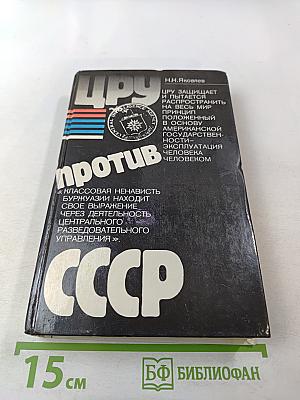 Н.Н.Яковлев
ЦРУ
ЦРУ ЗАЩИЩАЕТ
И ПЫТАЕТСЯ
РАСПРОСТРАНИТЬ
НА ВЕСЬ МИР
ПРИНЦИП
ПОЛОЖЕННЫЙ
В ОСНОВУ
АМЕРИКАНСКОЙ
ГОСУДАРСТВЕН-
НОСТИ–
ЭКСПЛУАТАЦИЯ
ЧЕЛОВЕКА
ЧЕЛОВЕКОМ
против
«КЛАССОВАЯ НЕНАВИСТЬ
БУРЖУАЗИИ НАХОДИТ
СВОЕ ВЫРАЖЕНИЕ
ЧЕРЕЗ ДЕЯТЕЛЬНОСТЬ
ЦЕНТРАЛЬНОГО
РАЗВЕДОВАТЕЛЬНОГО
УПРАВЛЕНИЯ».
СССР
15 см
БФ БИБЛИОФАН